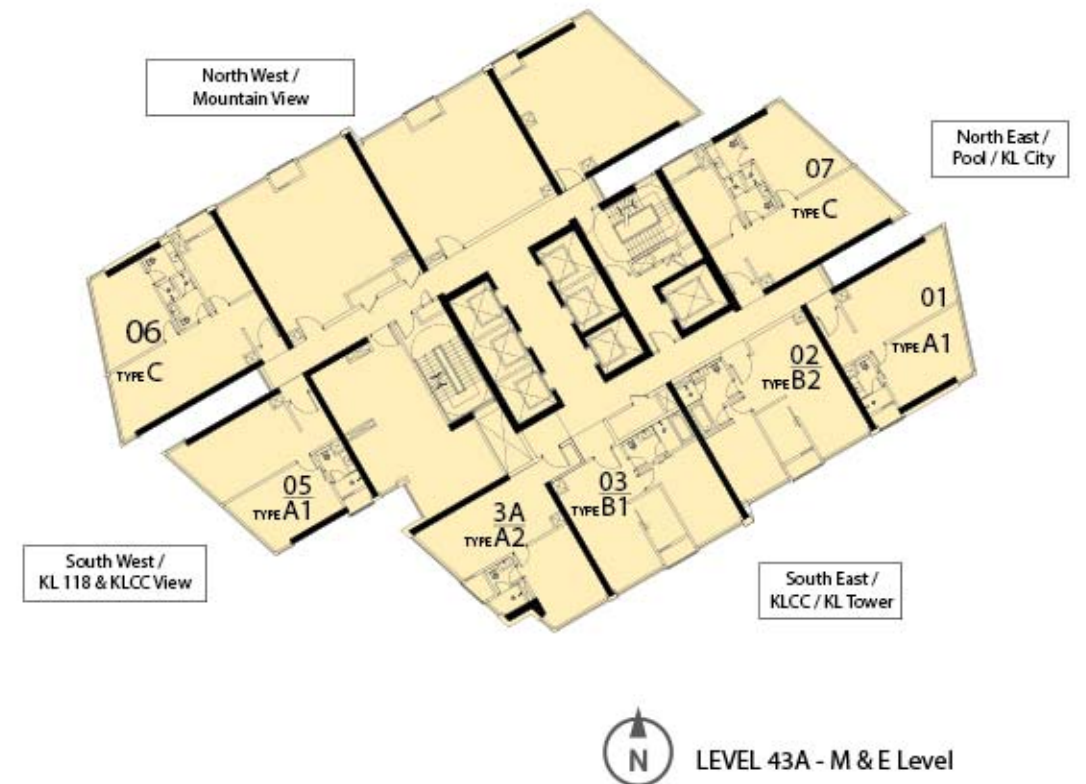 North West /
Mountain View
North East /
Pool / KL City
07
TYPE C
01
TYPE A1
02
TYPE B2
06
TYPE C
03
TYPE B1
05
TYPE A1
3A
TYPE A2
South West /
KL 118 & KLCC View
South East /
KLCC / KL Tower
N
LEVEL 43A - M & E Level